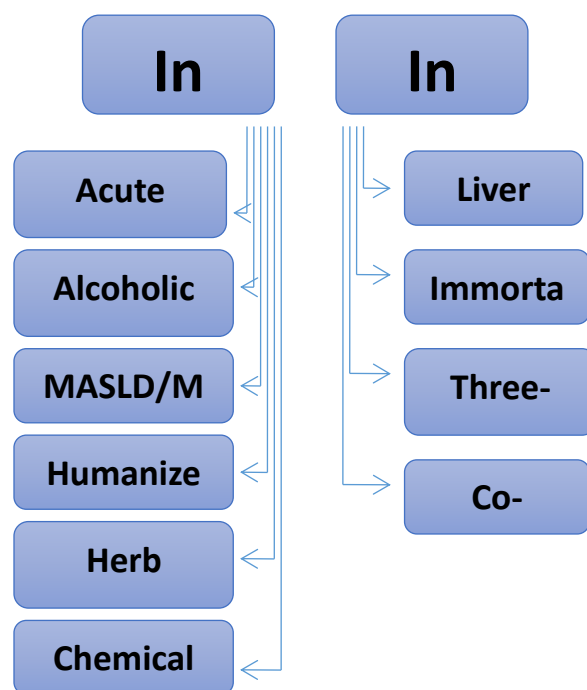 In
In
Acute
Alcoholic
MASLD/M
Humanize
Herb
Chemical
Liver
Immorta
Three-
Co-